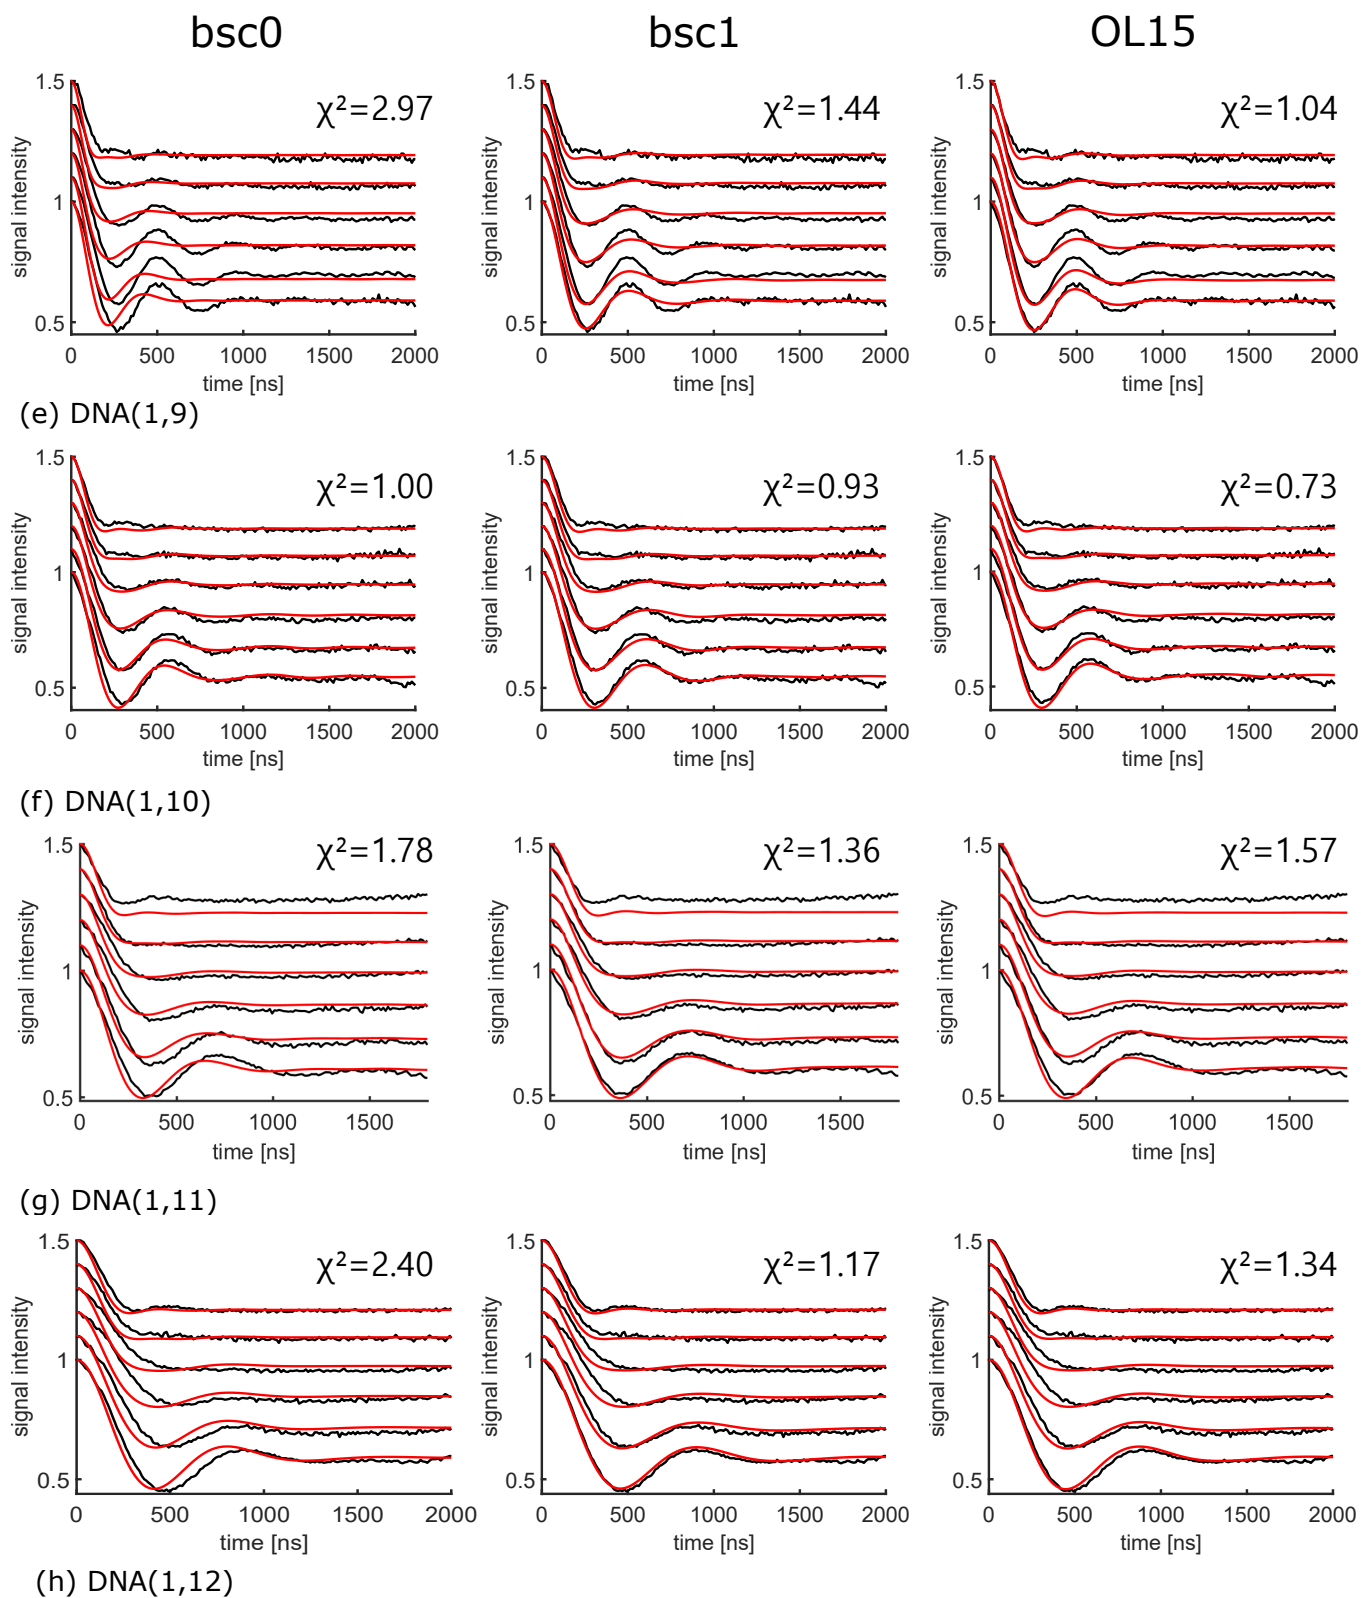 bsc0 bsc1 OL15
χ²=2.97 χ²=1.44 χ²=1.04
signal intensity signal intensity signal intensity
1.5 1.5 1.5
1 1 1
0.5 0.5 0.5
0 500 1000 1500 2000 0 500 1000 1500 2000 0 500 1000 1500 2000
time [ns] time [ns] time [ns]
(e) DNA(1,9)
χ²=1.00 χ²=0.93 χ²=0.73
signal intensity signal intensity signal intensity
1.5 1.5 1.5
1 1 1
0.5 0.5 0.5
0 500 1000 1500 2000 0 500 1000 1500 2000 0 500 1000 1500 2000
time [ns] time [ns] time [ns]
(f) DNA(1,10)
χ²=1.78 χ²=1.36 χ²=1.57
signal intensity signal intensity signal intensity
1.5 1.5 1.5
1 1 1
0.5 0.5 0.5
0 500 1000 1500 0 500 1000 1500 0 500 1000 1500
time [ns] time [ns] time [ns]
(g) DNA(1,11)
χ²=2.40 χ²=1.17 χ²=1.34
signal intensity signal intensity signal intensity
1.5 1.5 1.5
1 1 1
0.5 0.5 0.5
0 500 1000 1500 2000 0 500 1000 1500 2000 0 500 1000 1500 2000
time [ns] time [ns] time [ns]
(h) DNA(1,12)